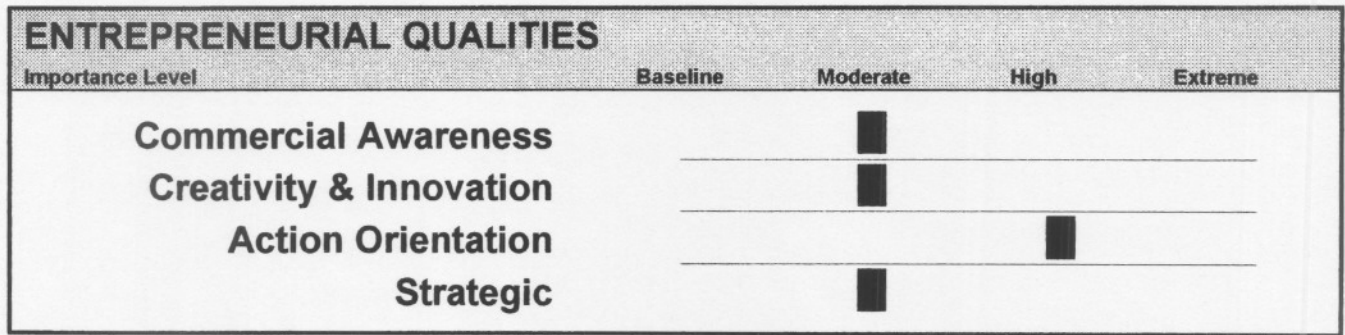 ENTREPRENEURIAL QUALITIES
Importance Level Baseline Moderate High Extreme
Commercial Awareness
Creativity & Innovation
Action Orientation
Strategic